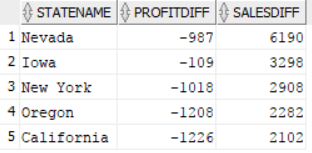 STATENAME PROFITDIFF SALESDIFF
1 Nevada -987 6190
2 Iowa -109 3298
3 New York -1018 2908
4 Oregon -1208 2282
5 California -1226 2102